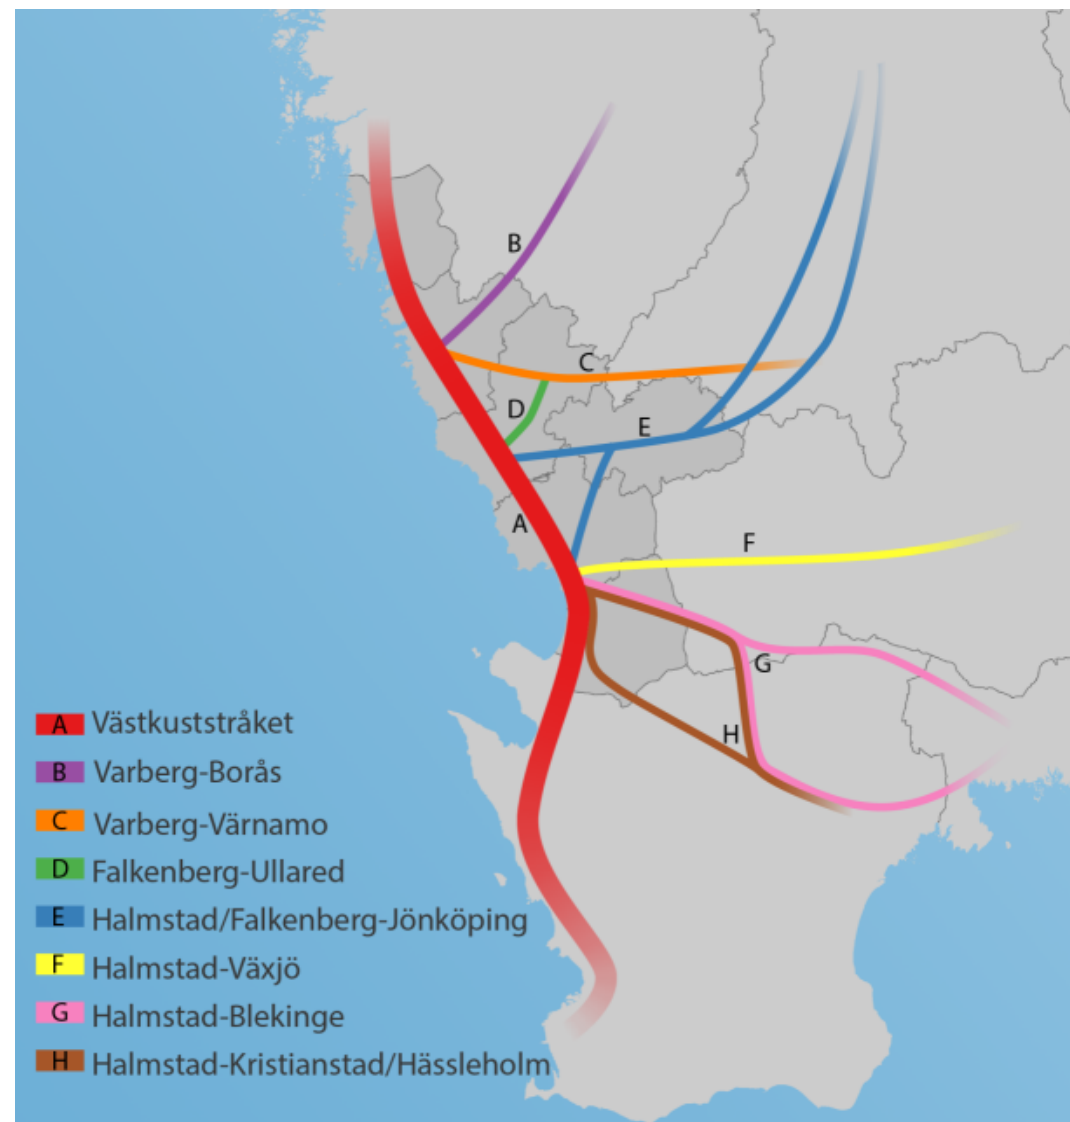 B
C
D
E
A
F
G
H
A Västkuststråket
B Varberg-Borås
C Varberg-Värnamo
D Falkenberg-Ullared
E Halmstad/Falkenberg-Jönköping
F Halmstad-Växjö
G Halmstad-Blekinge
H Halmstad-Kristianstad/Hässleholm